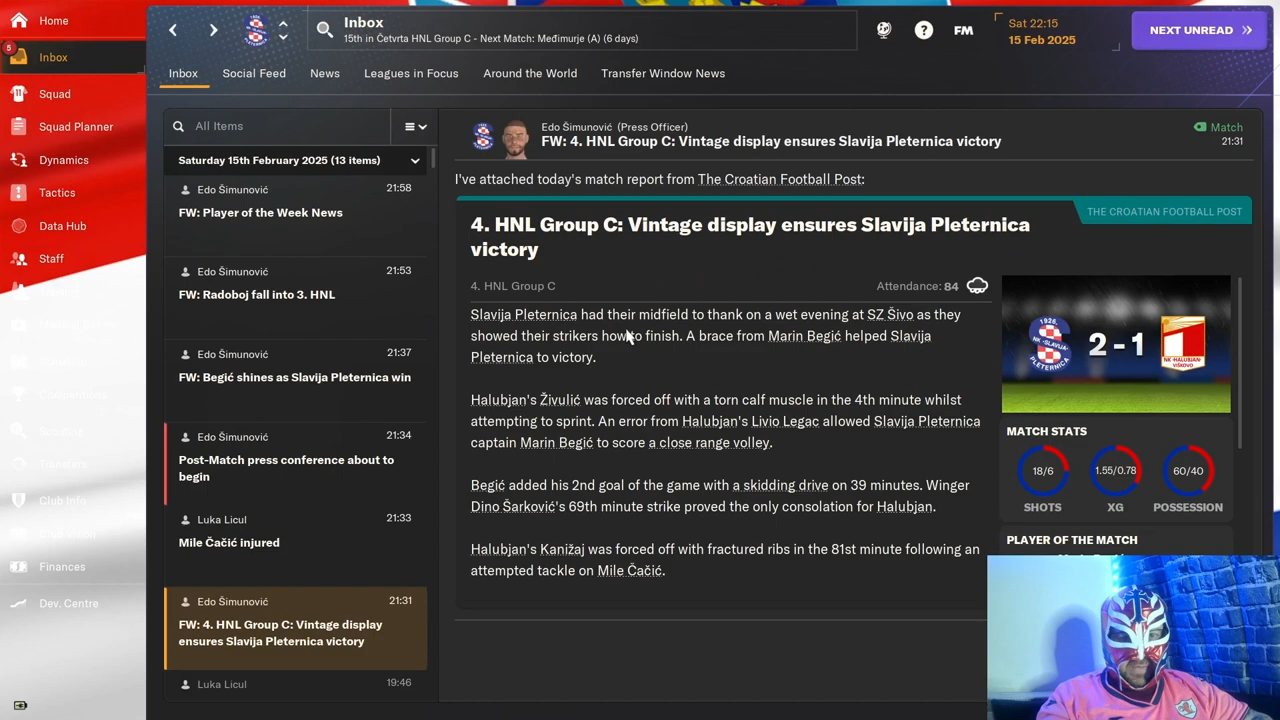 Home
Inbox
15th in Četvrta HNL Group C - Next Match: Međimurje (A) (6 days)
FM
Sat 22:15
15 Feb 2025
NEXT UNREAD
5
Inbox
Squad
Squad Planner
Dynamics
Tactics
Data Hub
Staff
Club Info
Finances
Dev. Centre
Inbox
Social Feed
News
Leagues in Focus
Around the World
Transfer Window News
All Items
Saturday 15th February 2025 (13 items)
Edo Šimunović 21:58
FW: Player of the Week News
Edo Šimunović 21:53
FW: Radoboj fall into 3. HNL
Edo Šimunović 21:37
FW: Begić shines as Slavija Pleternica win
Edo Šimunović 21:34
Post-Match press conference about to
begin
Luka Licul 21:33
Mile Čačić injured
Edo Šimunović 21:31
FW: 4. HNL Group C: Vintage display
ensures Slavija Pleternica victory
Luka Licul 19:46
Edo Šimunović (Press Officer)
FW: 4. HNL Group C: Vintage display ensures Slavija Pleternica victory
Match
21:31
I've attached today's match report from The Croatian Football Post:
THE CROATIAN FOOTBALL POST
4. HNL Group C: Vintage display ensures Slavija Pleternica
victory
4. HNL Group C
Attendance: 84
Slavija Pleternica had their midfield to thank on a wet evening at SZ Šivo as they
showed their strikers how to finish. A brace from Marin Begić helped Slavija
Pleternica to victory.
Halubjan's Živulić was forced off with a torn calf muscle in the 4th minute whilst
attempting to sprint. An error from Halubjan's Livio Legac allowed Slavija Pleternica
captain Marin Begić to score a close range volley.
Begić added his 2nd goal of the game with a skidding drive on 39 minutes. Winger
Dino Šarković's 69th minute strike proved the only consolation for Halubjan.
Halubjan's Kanižaj was forced off with fractured ribs in the 81st minute following an
attempted tackle on Mile Čačić.
2 - 1
MATCH STATS
18/6
1.55/0.78
60/40
SHOTS
XG
POSSESSION
PLAYER OF THE MATCH